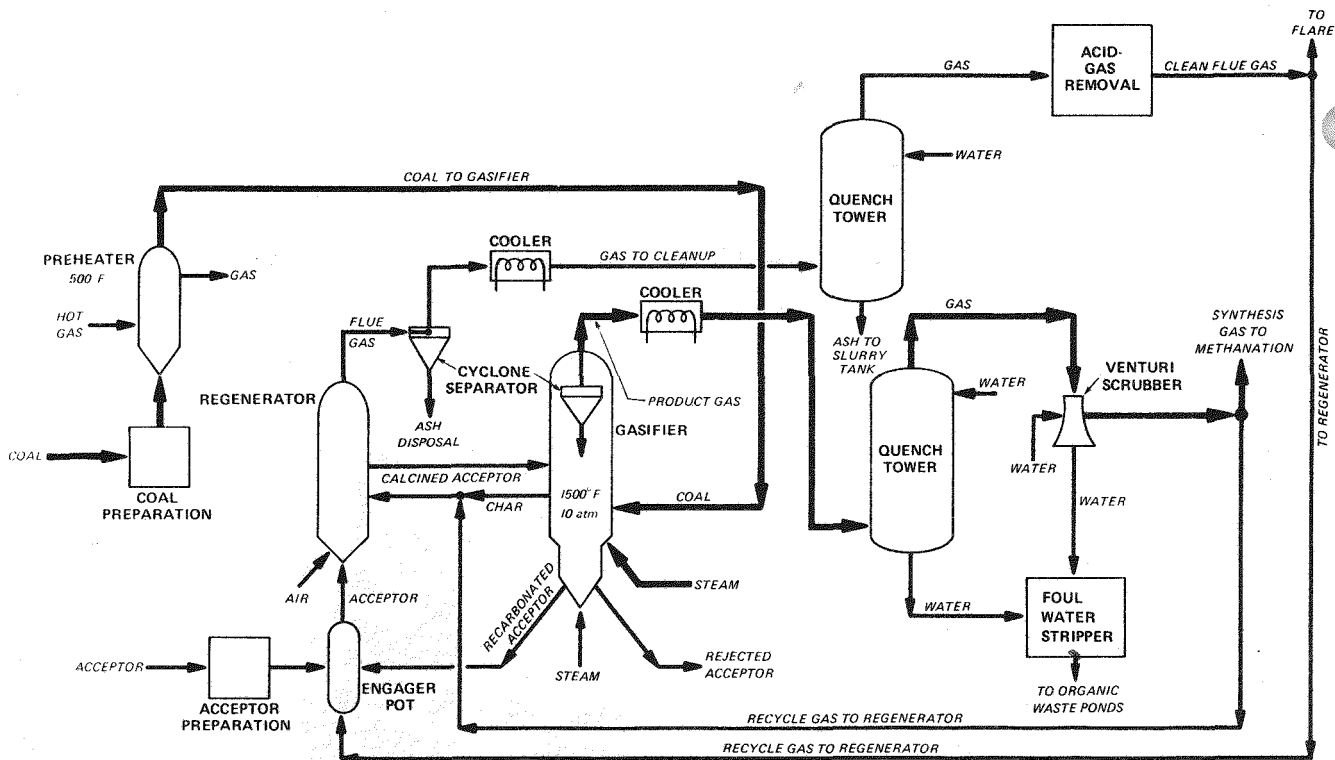 TO
FLARE
ACID-
GAS
REMOVAL
GAS
CLEAN FLUE GAS
WATER
QUENCH
TOWER
COAL TO GASIFIER
COOLER
GAS TO CLEANUP
PREHEATER
500 F
GAS
HOT
GAS
FLUE
GAS
COOLER
GAS
SYNTHESIS
GAS TO
METHANATION
ASH TO
SLURRY
TANK
CYCLONE
SEPARATOR
VENTURI
SCRUBBER
REGENERATOR
PRODUCT GAS
WATER
TO REGENERATOR
ASH
DISPOSAL
GASIFIER
COAL
COAL
PREPARATION
CALCINED ACCEPTOR
CHAR
1500° F
10 atm
COAL
QUENCH
TOWER
WATER
WATER
AIR
ACCEPTOR
RECARBONATED
ACCEPTOR
STEAM
WATER
FOUL
WATER
STRIPPER
ACCEPTOR
STEAM
REJECTED
ACCEPTOR
ACCEPTOR
PREPARATION
ENGAGER
POT
TO ORGANIC
WASTE PONDS
RECYCLE GAS TO REGENERATOR
RECYCLE GAS TO REGENERATOR